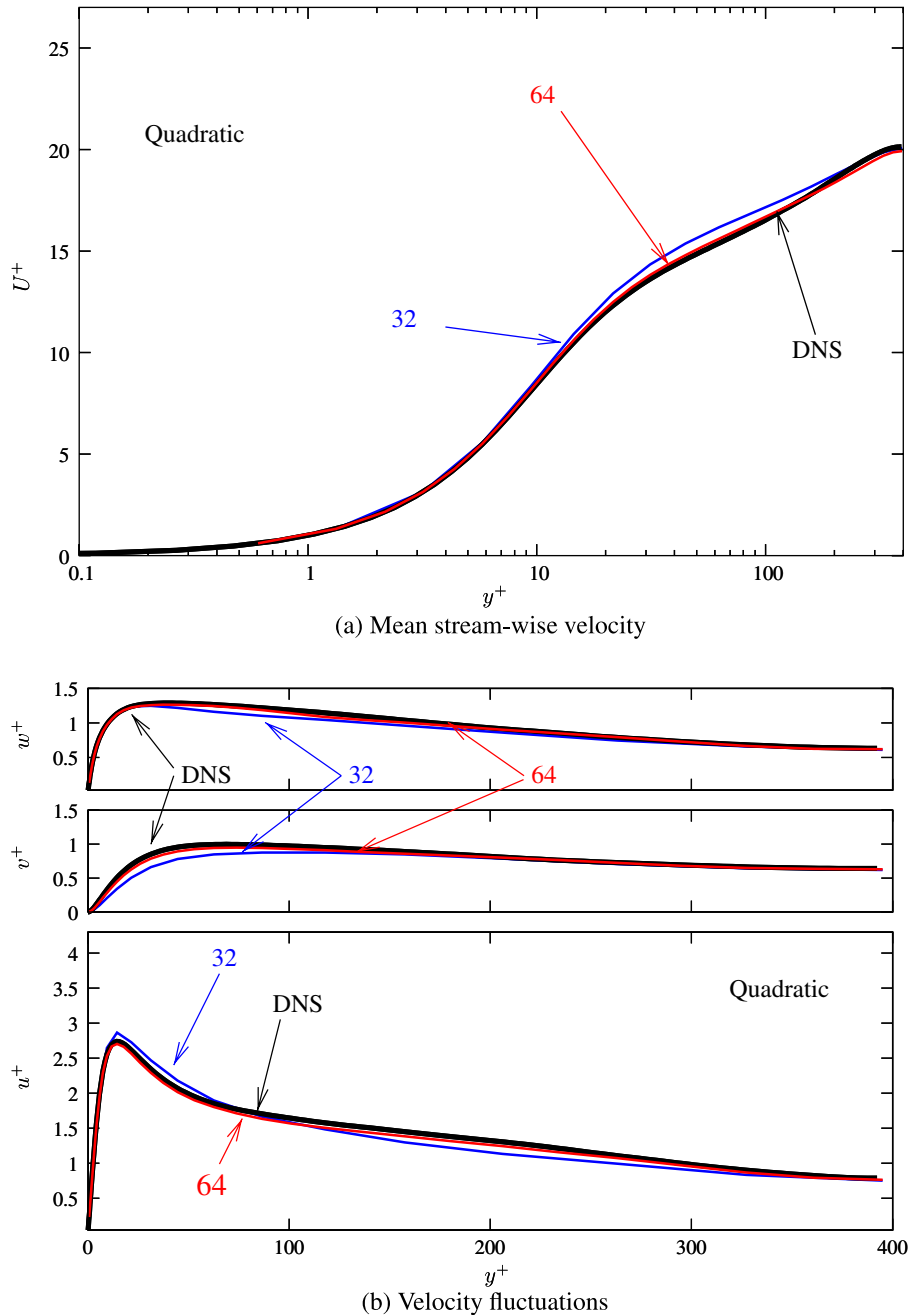 25
20
15
10
5
0
U⁺
Quadratic
64
32
DNS
0.1 1 10 100
y⁺
(a) Mean stream-wise velocity
1.5
1
0.5
w⁺
DNS
32
64
1.5
1
0.5
0
v⁺
4
3.5
3
2.5
2
1.5
1
0.5
u⁺
32
DNS
Quadratic
64
0 100 200 300 400
y⁺
(b) Velocity fluctuations